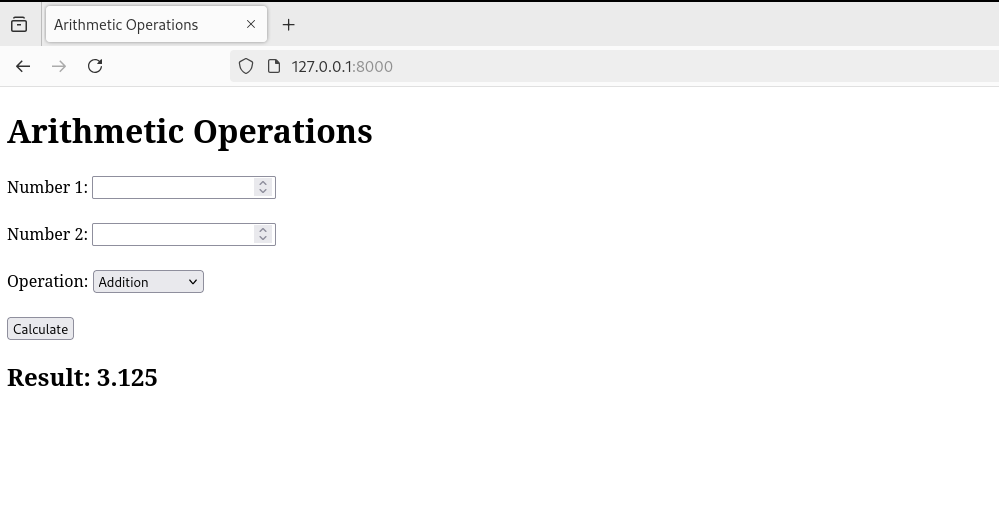 Arithmetic Operations
127.0.0.1:8000
Arithmetic Operations
Number 1:
Number 2:
Operation: Addition
Calculate
Result: 3.125